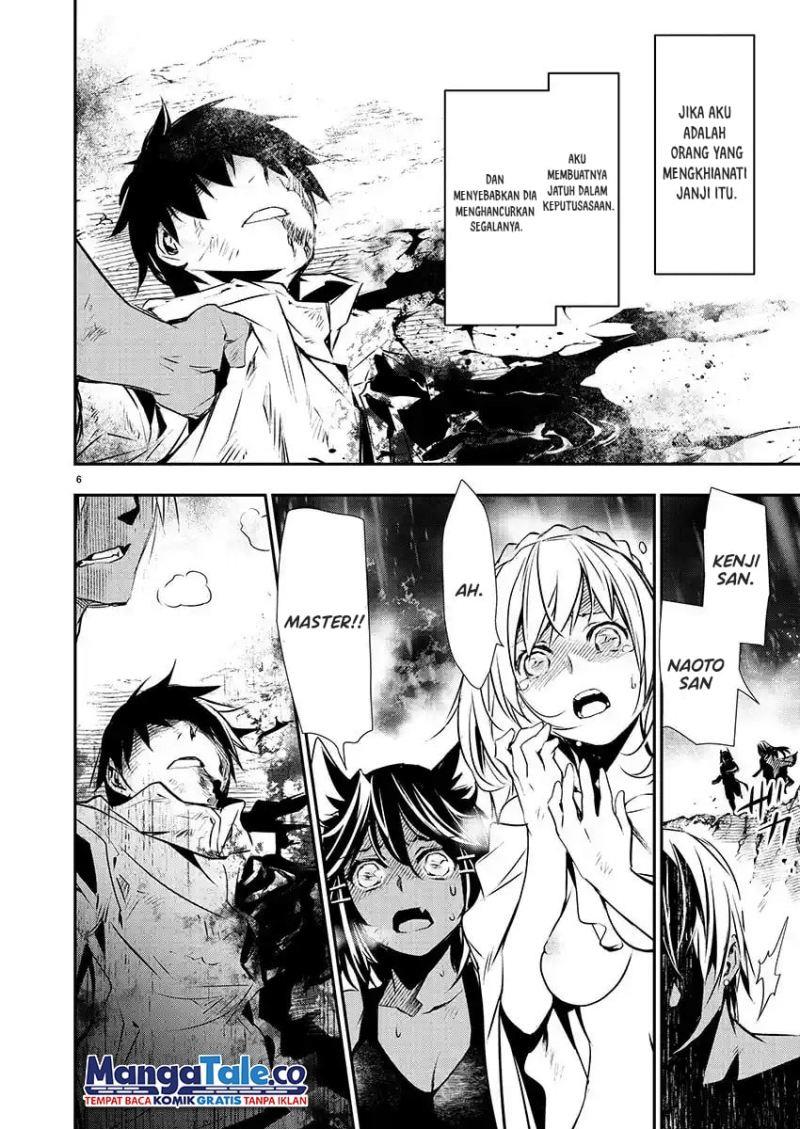 JIKA AKU
ADALAH
ORANG YANG
MENGKHIANATI
JANJI ITU.
AKU
MEMBUATNYA
JATUH DALAM
KEPUTUSASAAN.
DAN
MENYEBABKAN DIA
MENGHANCURKAN
SEGALANYA.
6
KENJI
SAN.
NAOTO
SAN
AH.
MASTER!!
MangaTale.co
TEMPAT BACA KOMIK GRATIS TANPA IKLAN